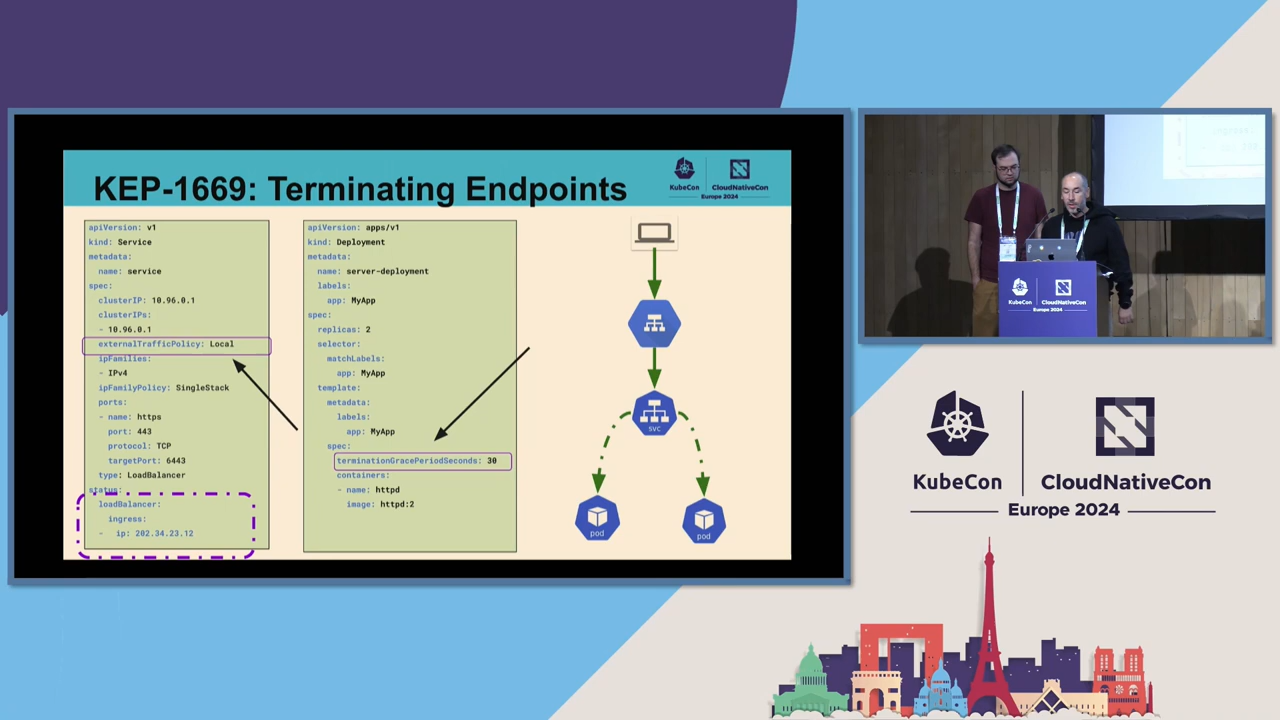 KEP-1669: Terminating Endpoints
KubeCon
CloudNativeCon
Europe 2024
apiVersion: v1
kind: Service
metadata:
name: service
spec:
clusterIP: 10.96.0.1
clusterIPs:
- 10.96.0.1
externalTrafficPolicy: Local
ipFamilies:
- IPv4
ipFamilyPolicy: SingleStack
ports:
- name: https
port: 443
protocol: TCP
targetPort: 6443
type: LoadBalancer
status:
loadBalancer:
ingress:
- ip: 202.34.23.12
apiVersion: apps/v1
kind: Deployment
metadata:
name: server-deployment
labels:
app: MyApp
spec:
replicas: 2
selector:
matchLabels:
app: MyApp
template:
metadata:
labels:
app: MyApp
spec:
terminationGracePeriodSeconds: 30
containers:
- name: httpd
image: httpd:2
svc
pod
pod
KubeCon
CloudNativeCon
Europe 2024
KubeCon
CloudNativeCon
Europe 2024